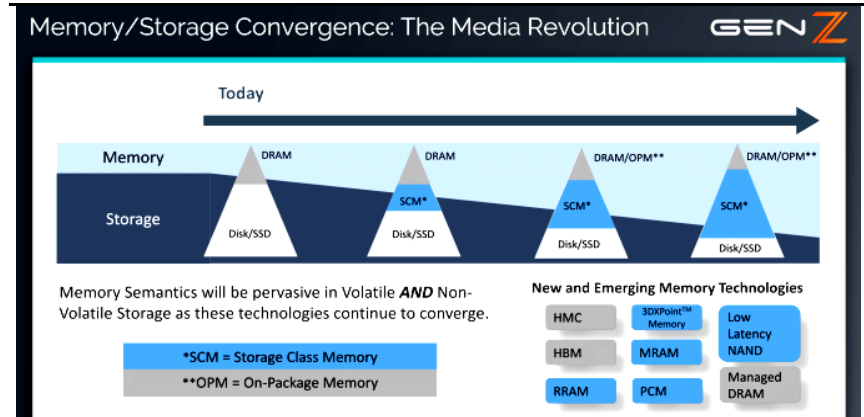 Memory/Storage Convergence: The Media Revolution
GEN Z
Today
Memory
Storage
DRAM
Disk/SSD
DRAM
SCM*
Disk/SSD
DRAM/OPM**
SCM*
Disk/SSD
DRAM/OPM**
SCM*
Disk/SSD
Memory Semantics will be pervasive in Volatile AND Non-
Volatile Storage as these technologies continue to converge.
*SCM = Storage Class Memory
**OPM = On-Package Memory
New and Emerging Memory Technologies
HMC
3DXPoint™
Memory
Low
Latency
NAND
HBM
MRAM
RRAM
PCM
Managed
DRAM